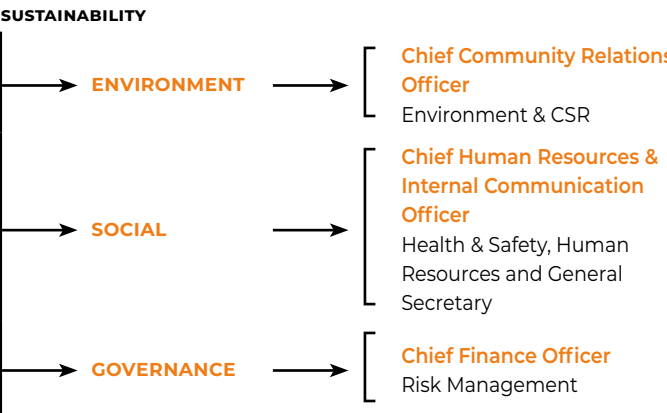 SUSTAINABILITY
ENVIRONMENT
Chief Community Relations
Officer
Environment & CSR
SOCIAL
Chief Human Resources &
Internal Communication
Officer
Health & Safety, Human
Resources and General
Secretary
GOVERNANCE
Chief Finance Officer
Risk Management